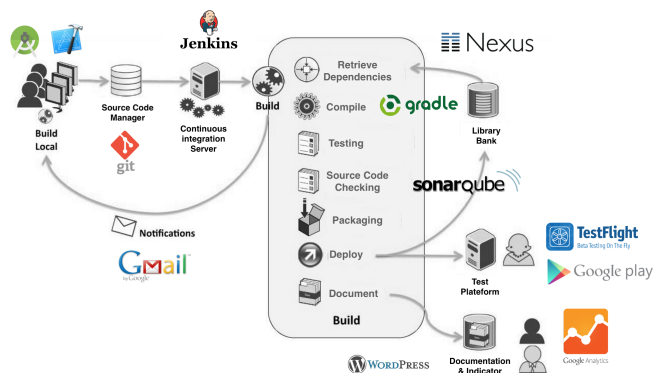 Jenkins
Nexus
Build
Local
Source Code
Manager
git
Continuous
integration
Server
Build
Retrieve
Dependencies
Compile
gradle
Testing
Source Code
Checking
Packaging
Deploy
Document
Build
Library
Bank
sonarqube
Notifications
Gmail™
by Google
Test
Plateform
TestFlight
Beta Testing On The Fly
Google play
WORDPRESS
Documentation
& Indicator
Google Analytics